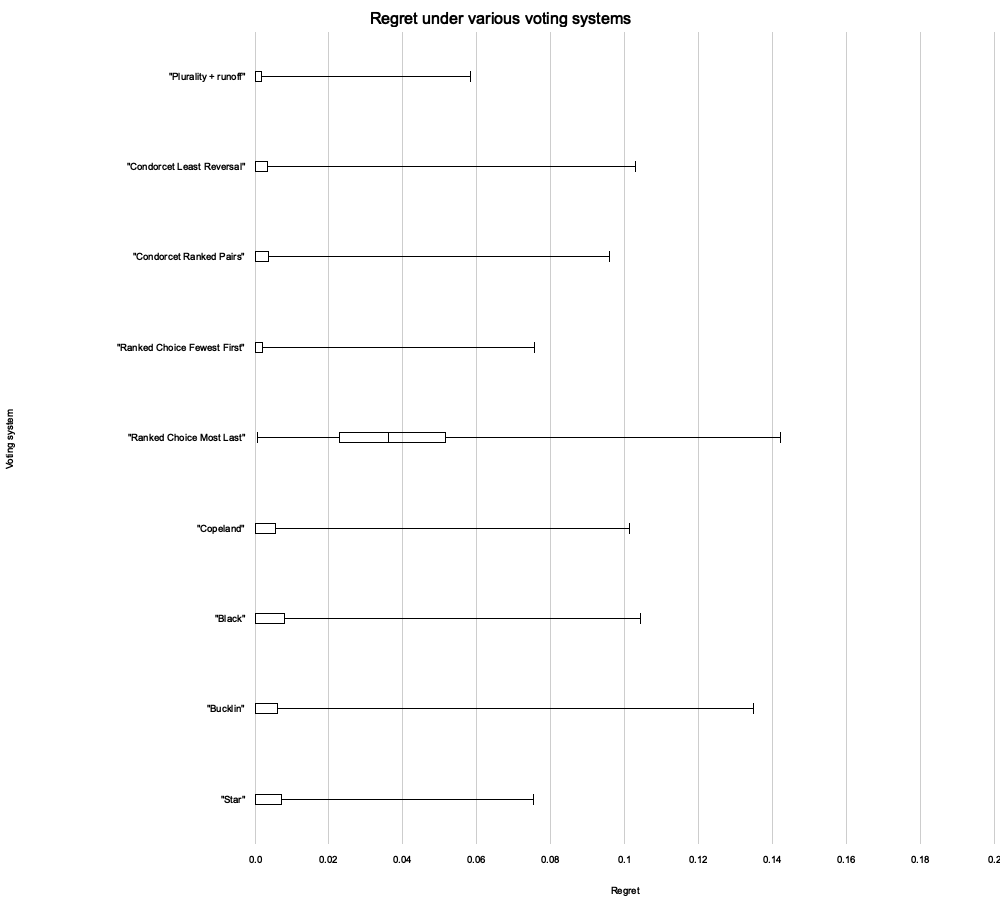 Regret under various voting systems
"Plurality + runoff"
"Condorcet Least Reversal"
"Condorcet Ranked Pairs"
"Ranked Choice Fewest First"
"Ranked Choice Most Last"
"Copeland"
"Black"
"Bucklin"
"Star"
Voting system
0.0 0.02 0.04 0.06 0.08 0.1 0.12 0.14 0.16 0.18 0.2
Regret